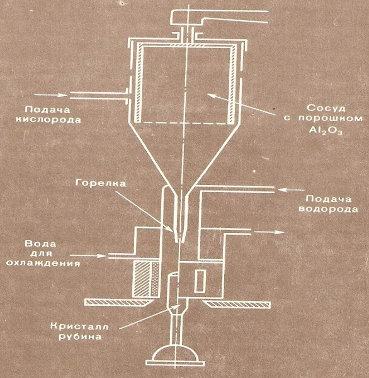 Подача
кислорода
Сосуд
с порошком
Al₂O₃
Горелка
Подача
водорода
Вода
для
охлаждения
Кристалл
рубина